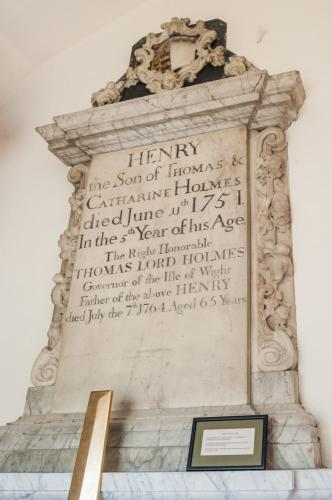 HENRY
the Son of THOMAS &
CATHARINE HOLMES
died June 11th 1751.
In the 5th Year of his Age
The Right Honorable
THOMAS LORD HOLMES
Governor of the Isle of Wight
Father of the above HENRY
died July the 7th 1764 Aged 65 Years